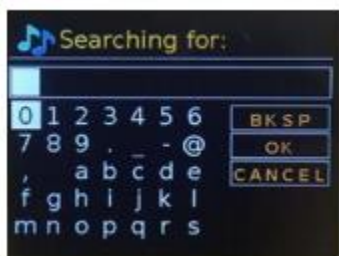 Searching for:
0 1 2 3 4 5 6 BKSP
7 8 9 . _ - @ OK
, a b c d e CANCEL
f g h i j k l
m n o p q r s